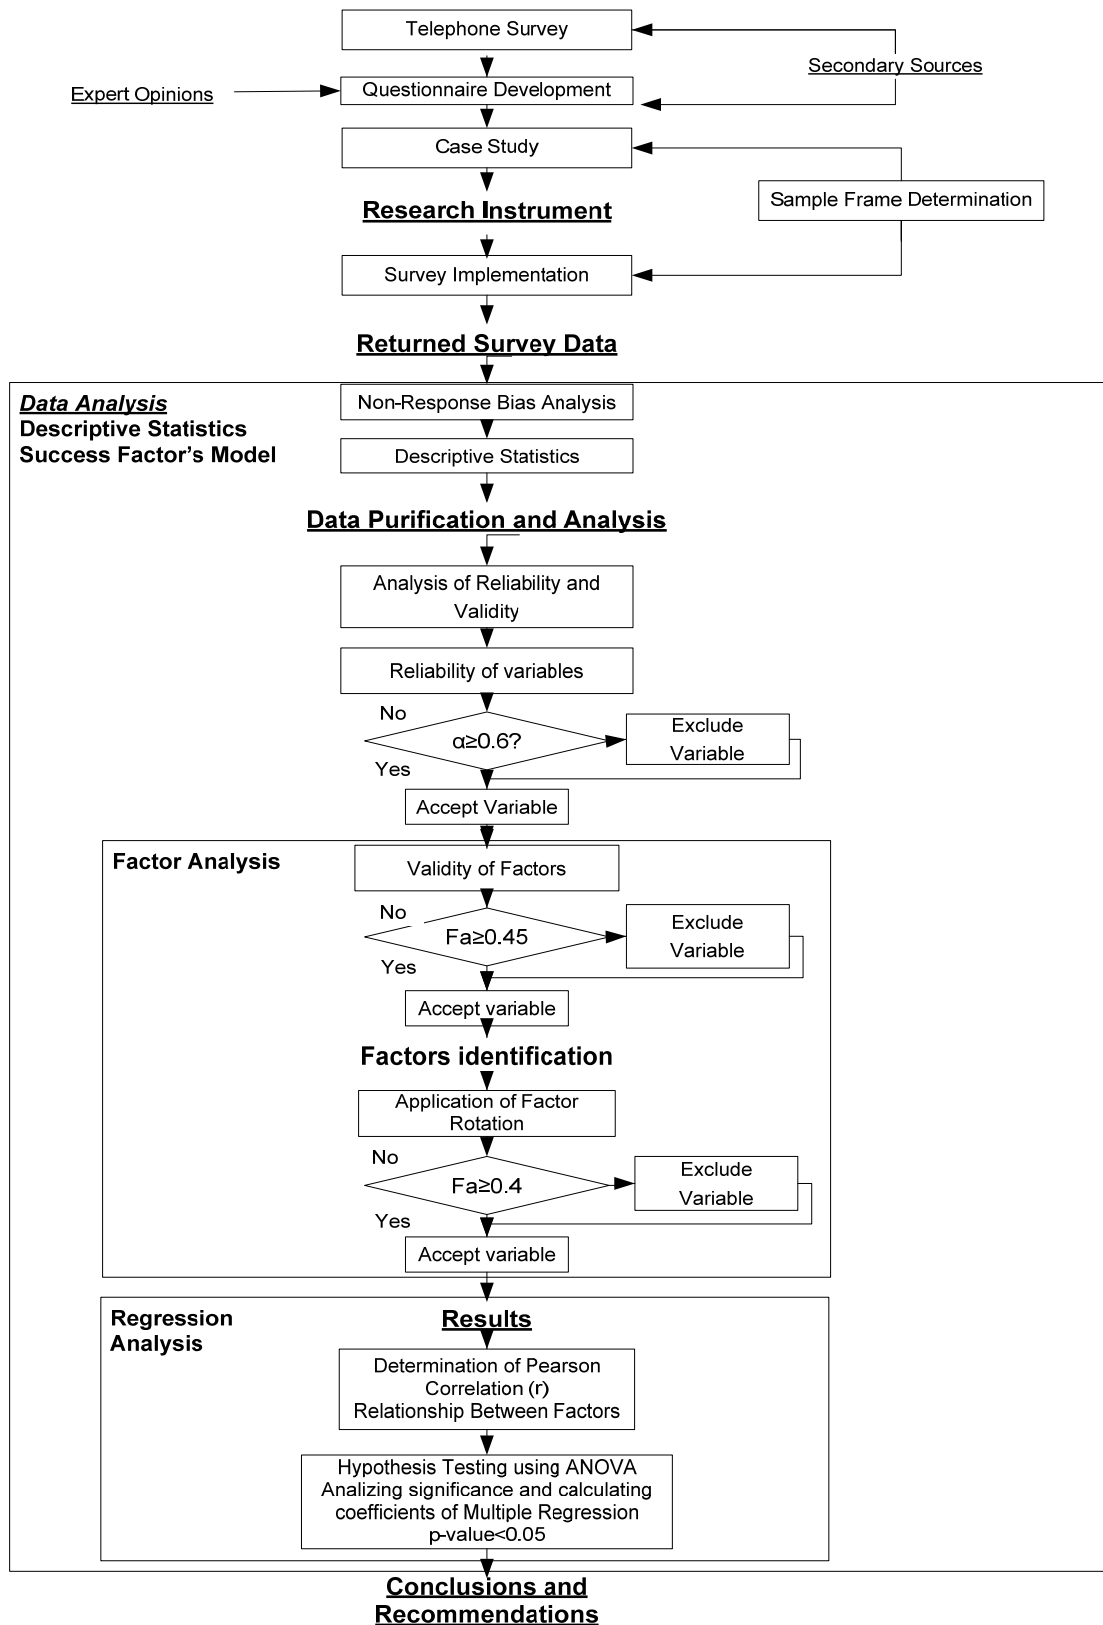 Telephone Survey
Secondary Sources
Expert Opinions
Questionnaire Development
Case Study
Sample Frame Determination
Research Instrument
Survey Implementation
Returned Survey Data
Data Analysis
Descriptive Statistics
Success Factor's Model
Non-Response Bias Analysis
Descriptive Statistics
Data Purification and Analysis
Analysis of Reliability and
Validity
Reliability of variables
No
α≥0.6?
Yes
Exclude
Variable
Accept Variable
Factor Analysis
Validity of Factors
No
Fa≥0.45
Yes
Exclude
Variable
Accept variable
Factors identification
Application of Factor
Rotation
No
Fa≥0.4
Yes
Exclude
Variable
Accept variable
Regression
Analysis
Results
Determination of Pearson
Correlation (r)
Relationship Between Factors
Hypothesis Testing using ANOVA
Analizing significance and calculating
coefficients of Multiple Regression
p-value<0.05
Conclusions and
Recommendations